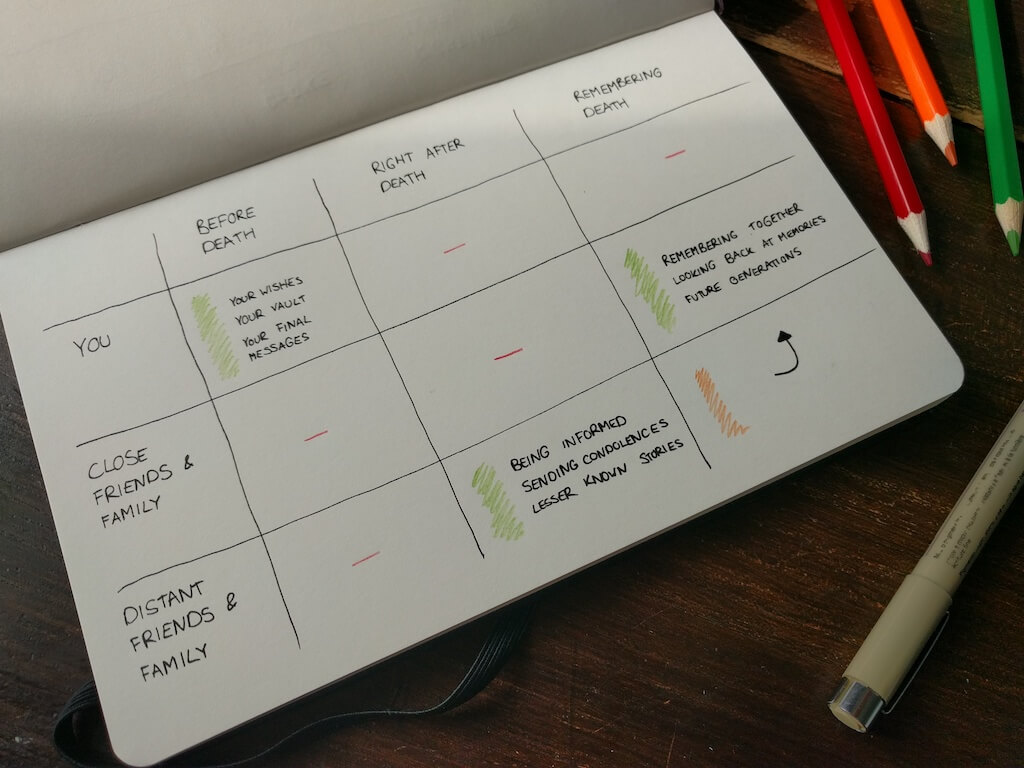 BEFORE
DEATH
RIGHT AFTER
DEATH
REMEMBERING
DEATH
YOU
YOUR WISHES
YOUR VAULT
YOUR FINAL
MESSAGES
—
—
CLOSE
FRIENDS &
FAMILY
—
—
REMEMBERING TOGETHER
LOOKING BACK AT MEMORIES
FUTURE GENERATIONS
DISTANT
FRIENDS &
FAMILY
—
BEING INFORMED
SENDING CONDOLENCES
LESSER KNOWN STORIES